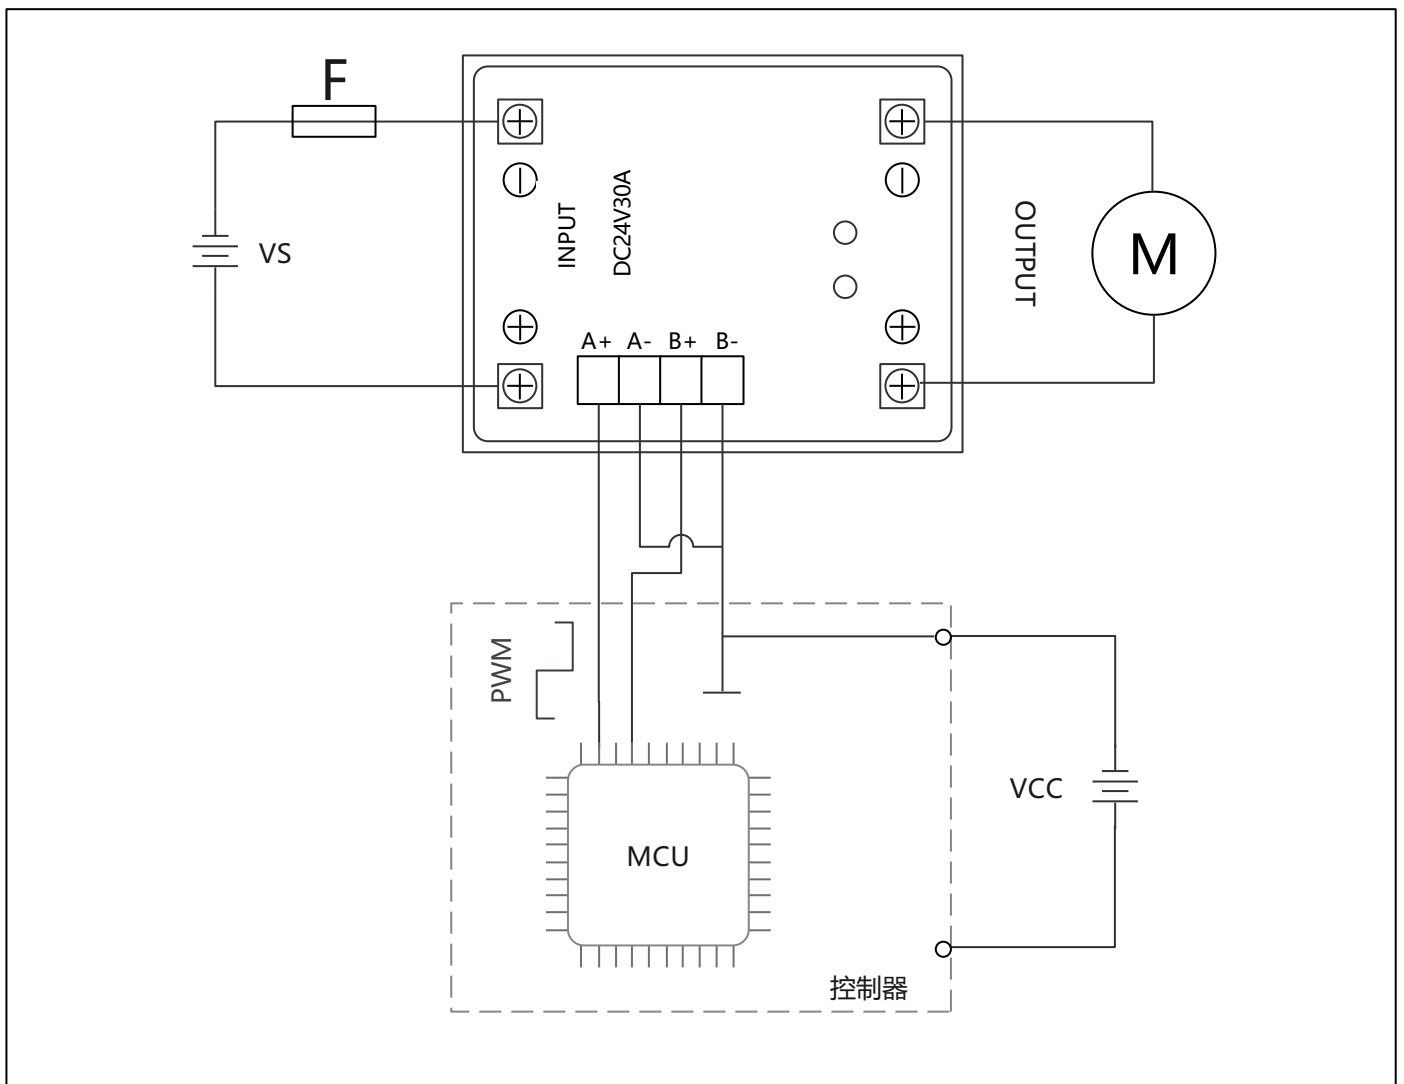 F
VS
INPUT
DC24V30A
OUTPUT
M
A+ A- B+ B-
PWM
MCU
VCC
控制器